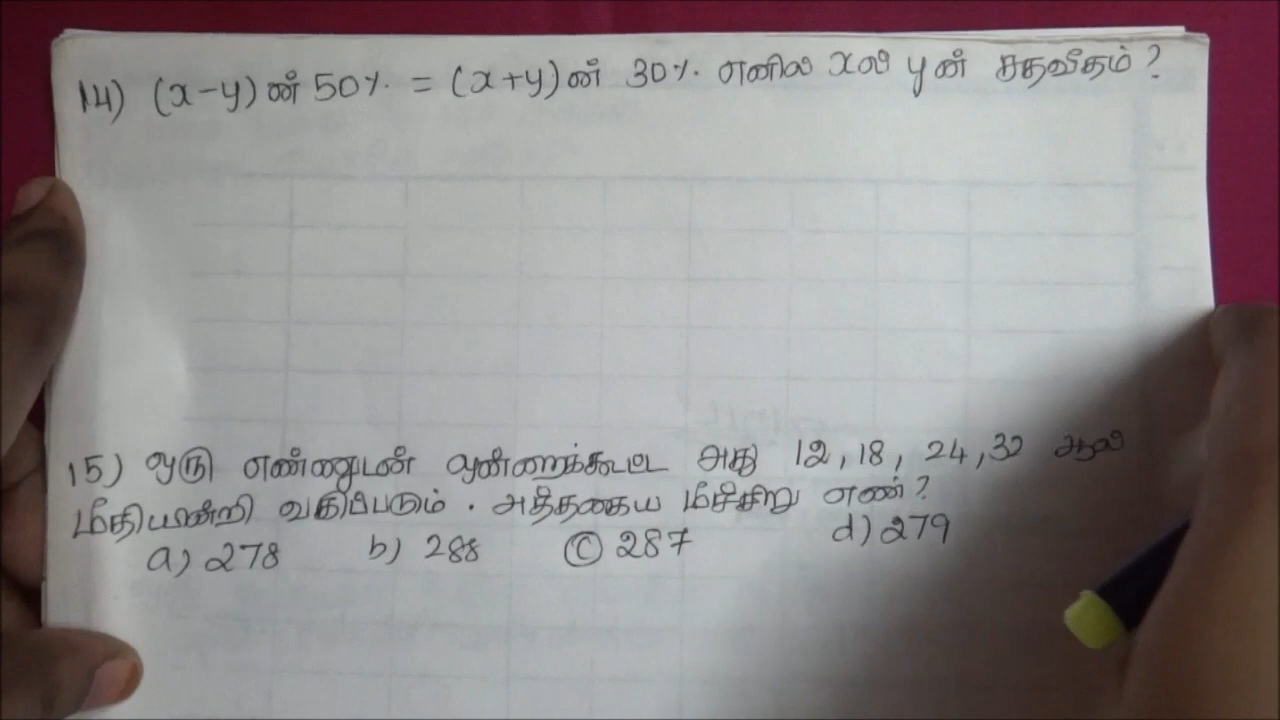 14) (x-y)ன் 50% = (x+y)ன் 30% எனில் xல் yன் சதவீதம்?
15) ஒரு எண்ணுடன் ஒன்றைக்கூட்ட அது 12, 18, 24, 32 ஆல்
மீதியின்றி வகுபடும். அத்தகைய மீச்சிறு எண்?
a) 278 b) 288 c) 287 d) 279